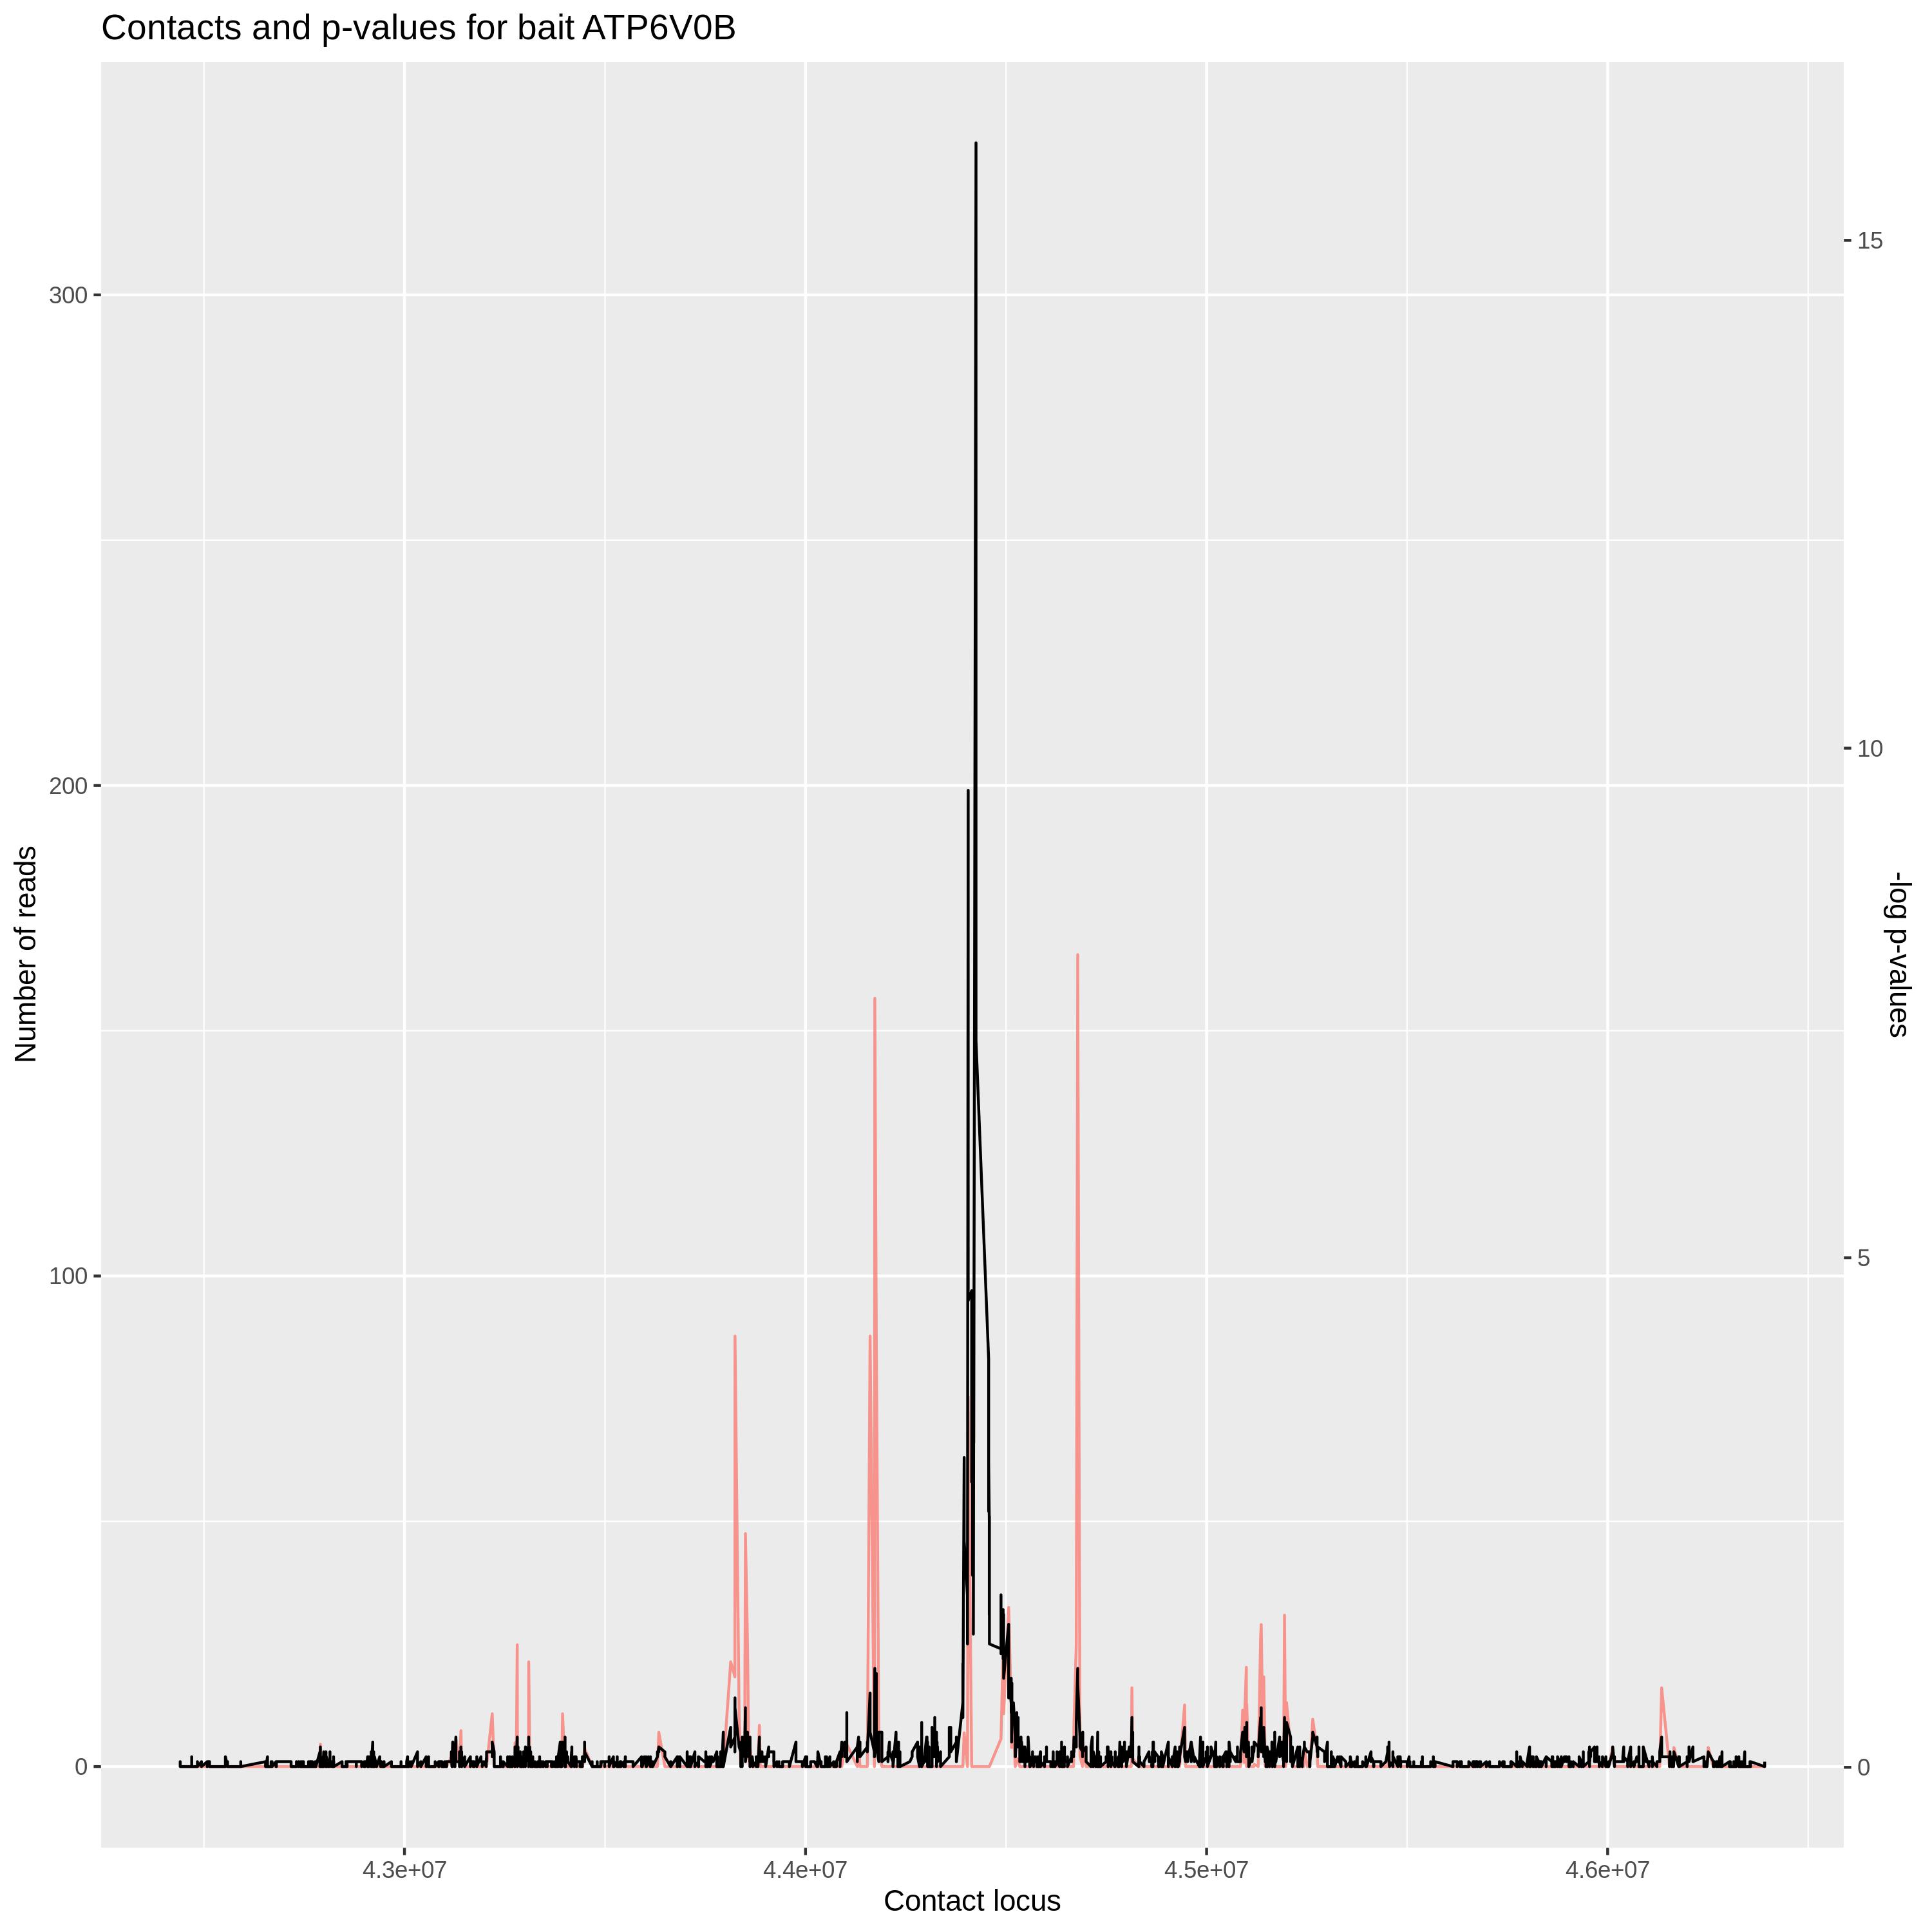 Contacts and p-values for bait ATP6V0B
Number of reads
300
200
100
0
15
10
5
0
-log p-values
4.3e+07
4.4e+07
4.5e+07
4.6e+07
Contact locus